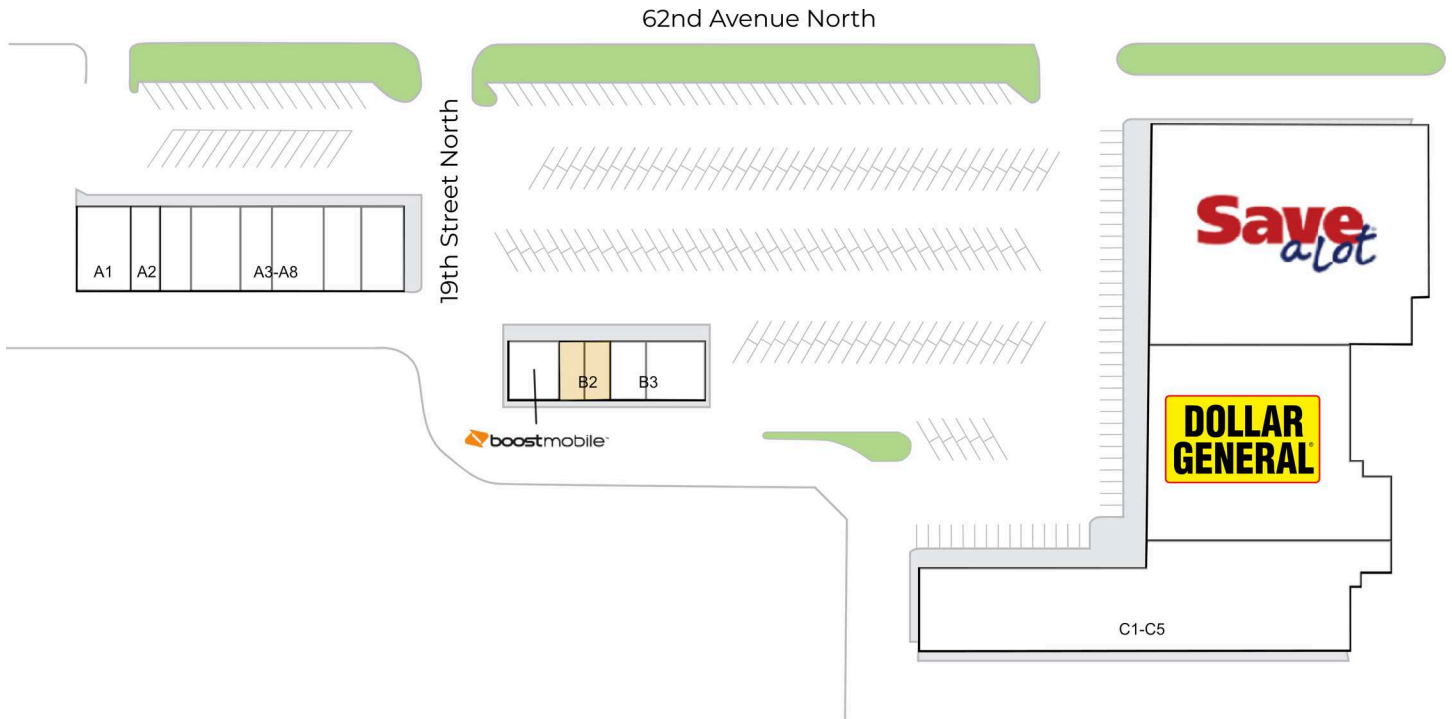 62nd Avenue North
19th Street North
Save
a lot
A1
A2
A3-A8
B2
B3
boostmobile
DOLLAR
GENERAL
C1-C5